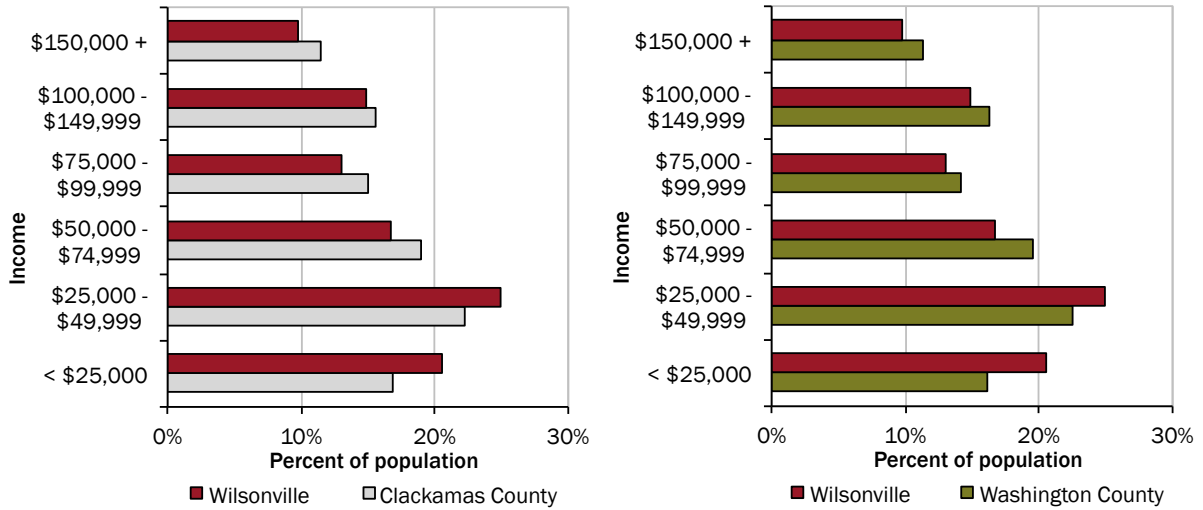 $150,000 +
$100,000 -
$149,999
$75,000 -
$99,999
$50,000 -
$74,999
$25,000 -
$49,999
< $25,000
Income
0% 10% 20% 30%
Percent of population
Wilsonville Clackamas County
$150,000 +
$100,000 -
$149,999
$75,000 -
$99,999
$50,000 -
$74,999
$25,000 -
$49,999
< $25,000
Income
0% 10% 20% 30%
Percent of population
Wilsonville Washington County